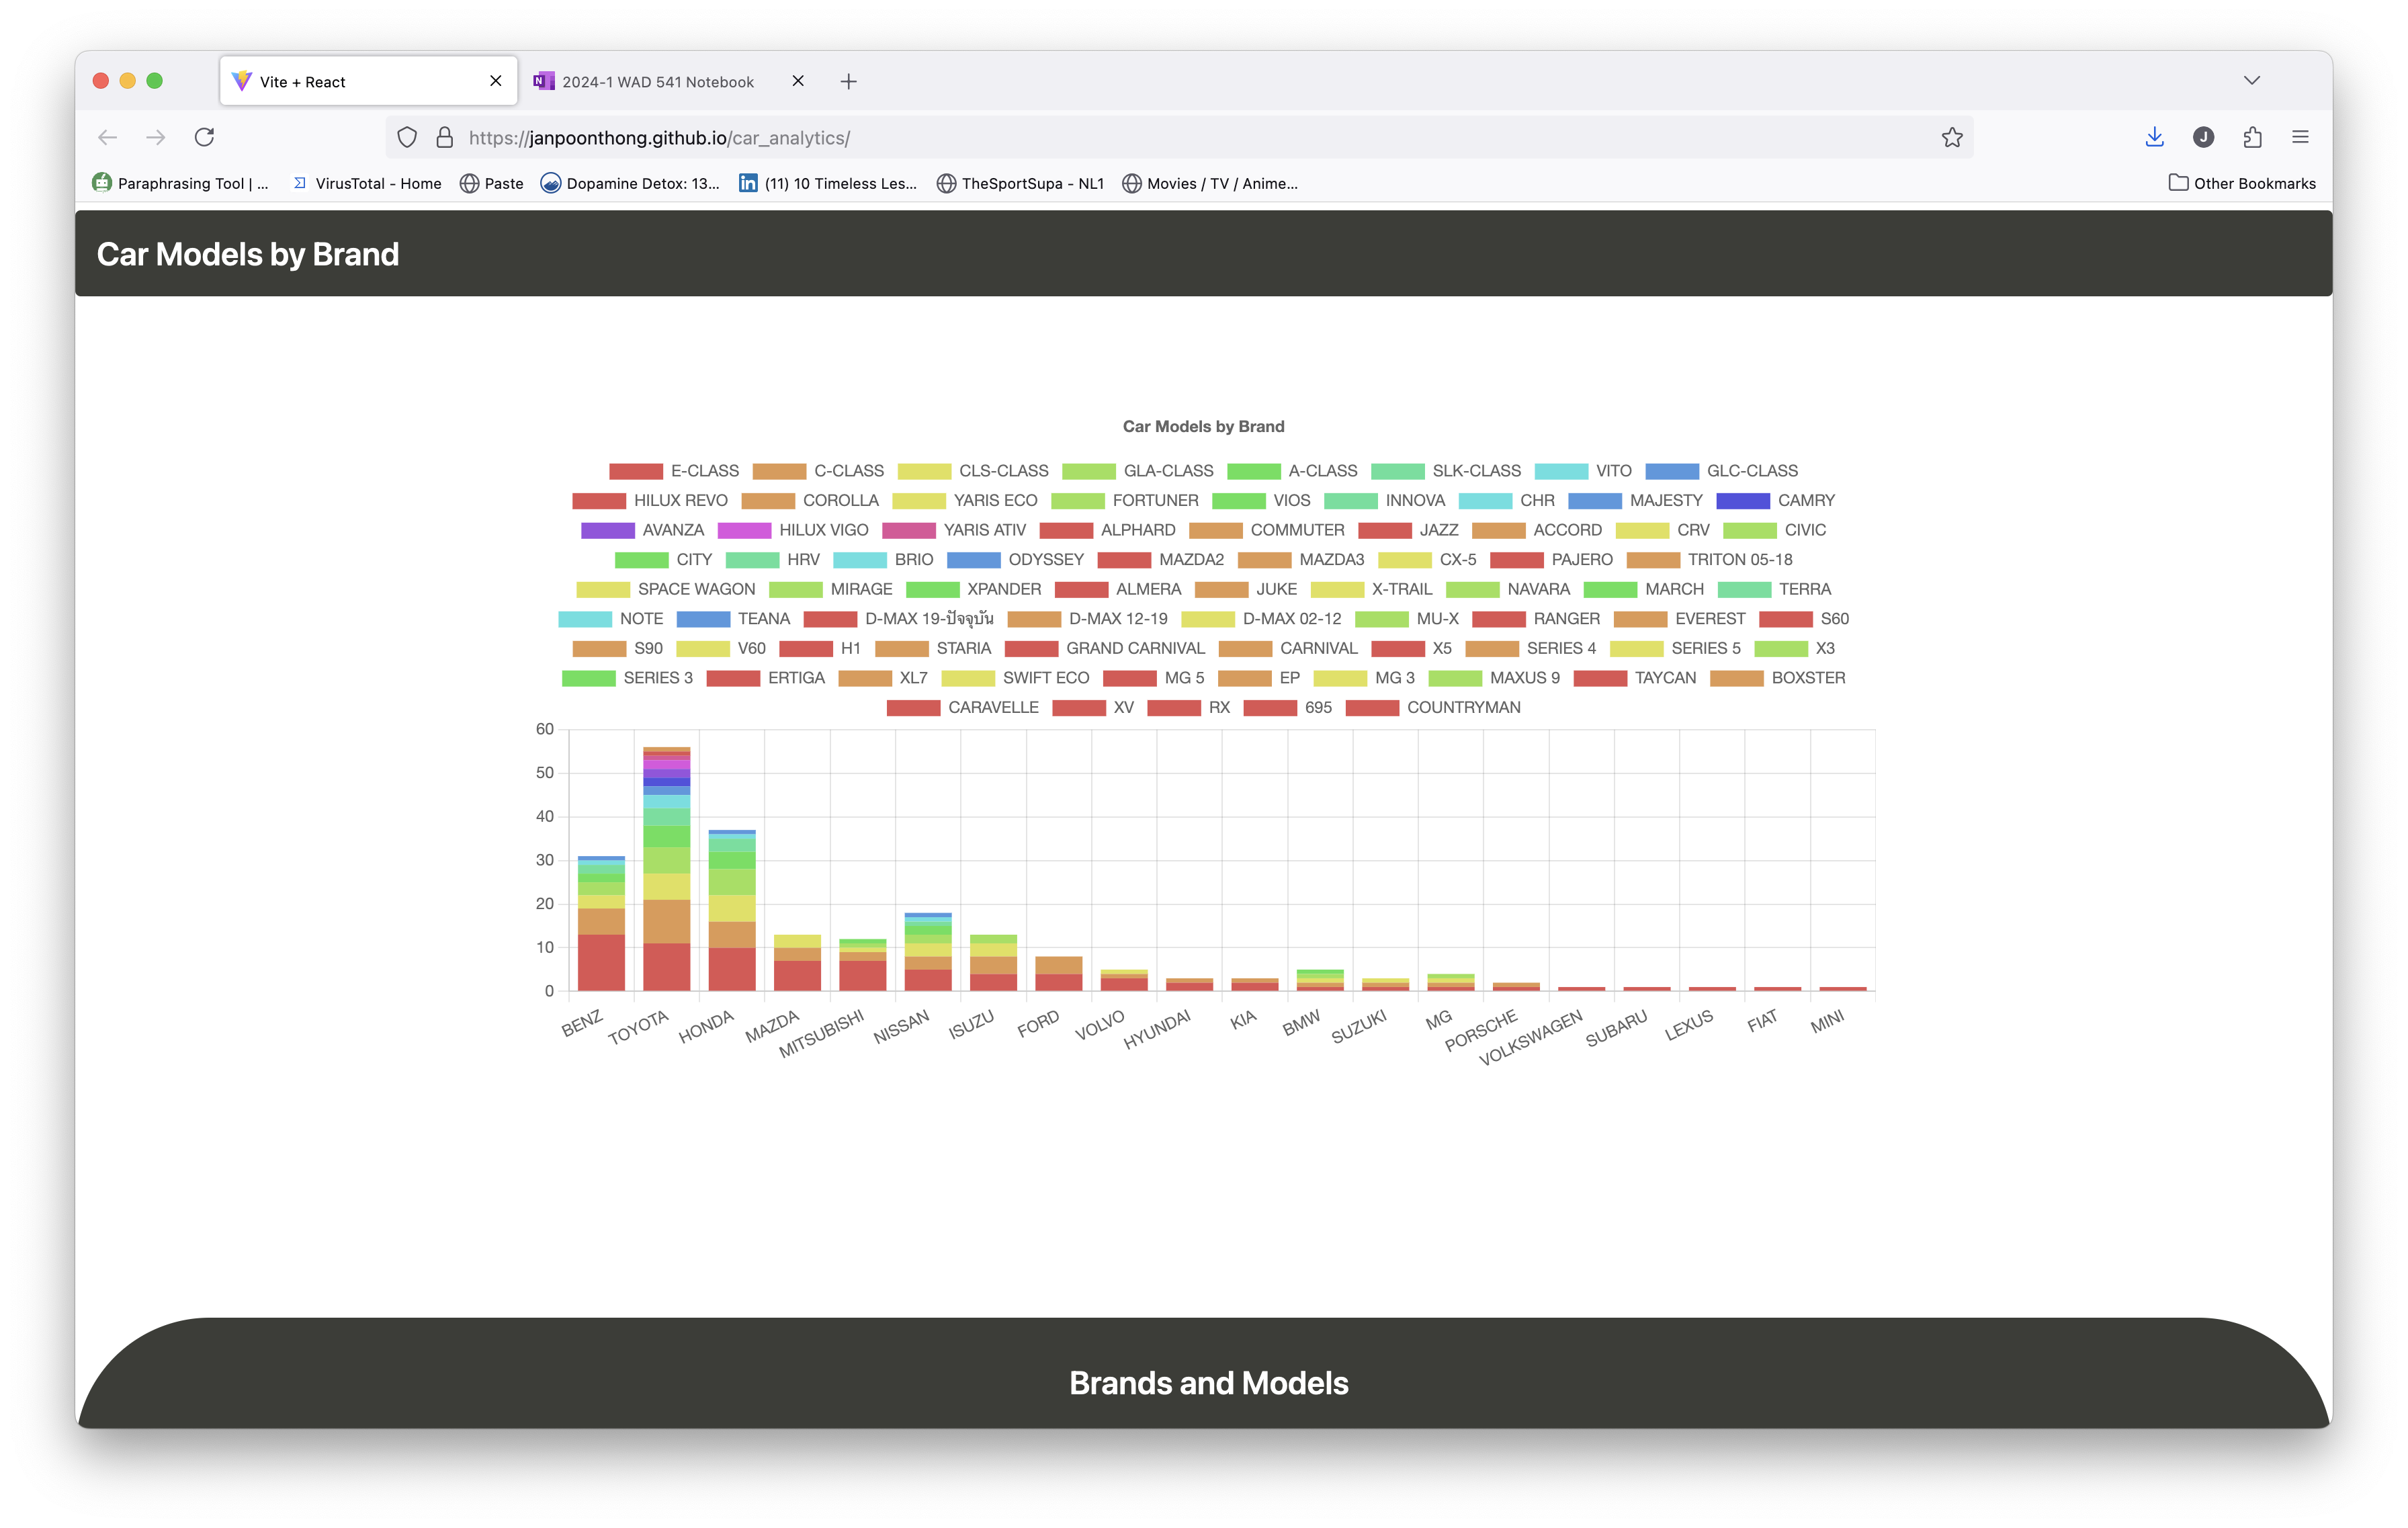 Vite + React
2024-1 WAD 541 Notebook
https://janpoonthong.github.io/car_analytics/
J
Paraphrasing Tool | ... VirusTotal - Home Paste Dopamine Detox: 13... in (11) 10 Timeless Les... TheSportSupa - NL1 Movies / TV / Anime... Other Bookmarks
Car Models by Brand
Car Models by Brand
E-CLASS C-CLASS CLS-CLASS GLA-CLASS A-CLASS SLK-CLASS VITO GLC-CLASS
HILUX REVO COROLLA YARIS ECO FORTUNER VIOS INNOVA CHR MAJESTY CAMRY
AVANZA HILUX VIGO YARIS ATIV ALPHARD COMMUTER JAZZ ACCORD CRV CIVIC
CITY HRV BRIO ODYSSEY MAZDA2 MAZDA3 CX-5 PAJERO TRITON 05-18
SPACE WAGON MIRAGE XPANDER ALMERA JUKE X-TRAIL NAVARA MARCH TERRA
NOTE TEANA D-MAX 19-ปัจจุบัน D-MAX 12-19 D-MAX 02-12 MU-X RANGER EVEREST S60
S90 V60 H1 STARIA GRAND CARNIVAL CARNIVAL X5 SERIES 4 SERIES 5 X3
SERIES 3 ERTIGA XL7 SWIFT ECO MG 5 EP MG 3 MAXUS 9 TAYCAN BOXSTER
CARAVELLE XV RX 695 COUNTRYMAN
60
50
40
30
20
10
0
BENZ TOYOTA HONDA MAZDA MITSUBISHI NISSAN ISUZU FORD VOLVO HYUNDAI KIA BMW SUZUKI MG PORSCHE VOLKSWAGEN SUBARU LEXUS FIAT MINI
Brands and Models